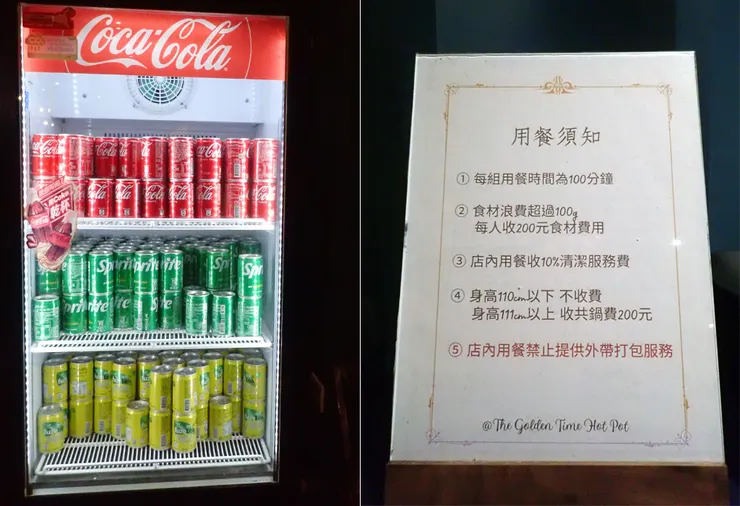 Coca-Cola
Coke
乾杯
Sprite
用餐須知
① 每組用餐時間為100分鐘
② 食材浪費超過100g
每人收200元食材費用
③ 店內用餐收10%清潔服務費
④ 身高110cm以下 不收費
身高111cm以上 收共鍋費200元
⑤ 店內用餐禁止提供外帶打包服務
@The Golden Time Hot Pot